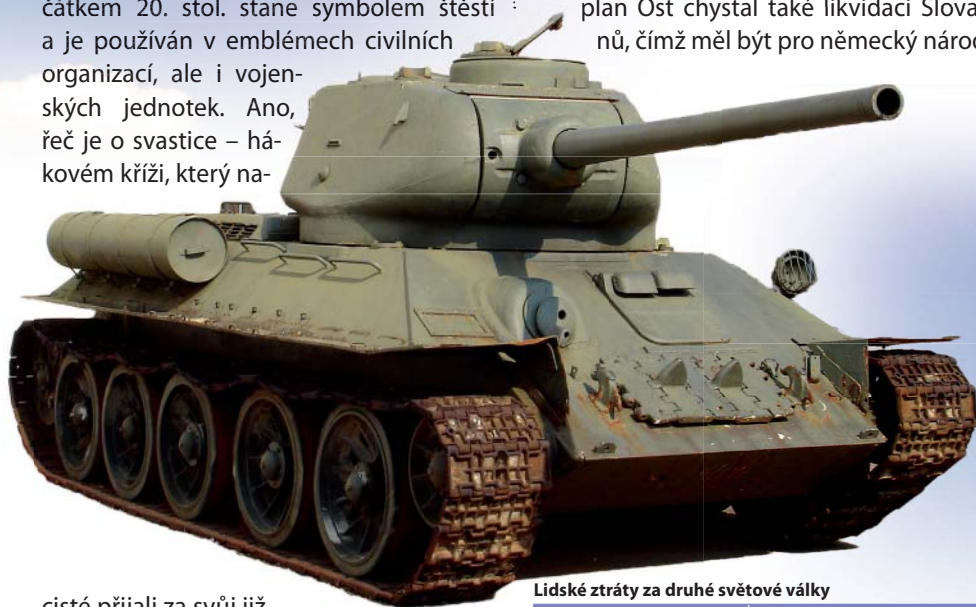 čátkem 20. stol. stane symbolem štěstí
a je používán v emblémech civilních
organizací, ale i vojen-
ských jednotek. Ano,
řeč je o svastice – há-
kovém kříži, který na-
cisté přijali za svůj již
plan Ost chystal také likvidaci Slova-
nů, čímž měl být pro německý národ
Lidské ztráty za druhé světové války